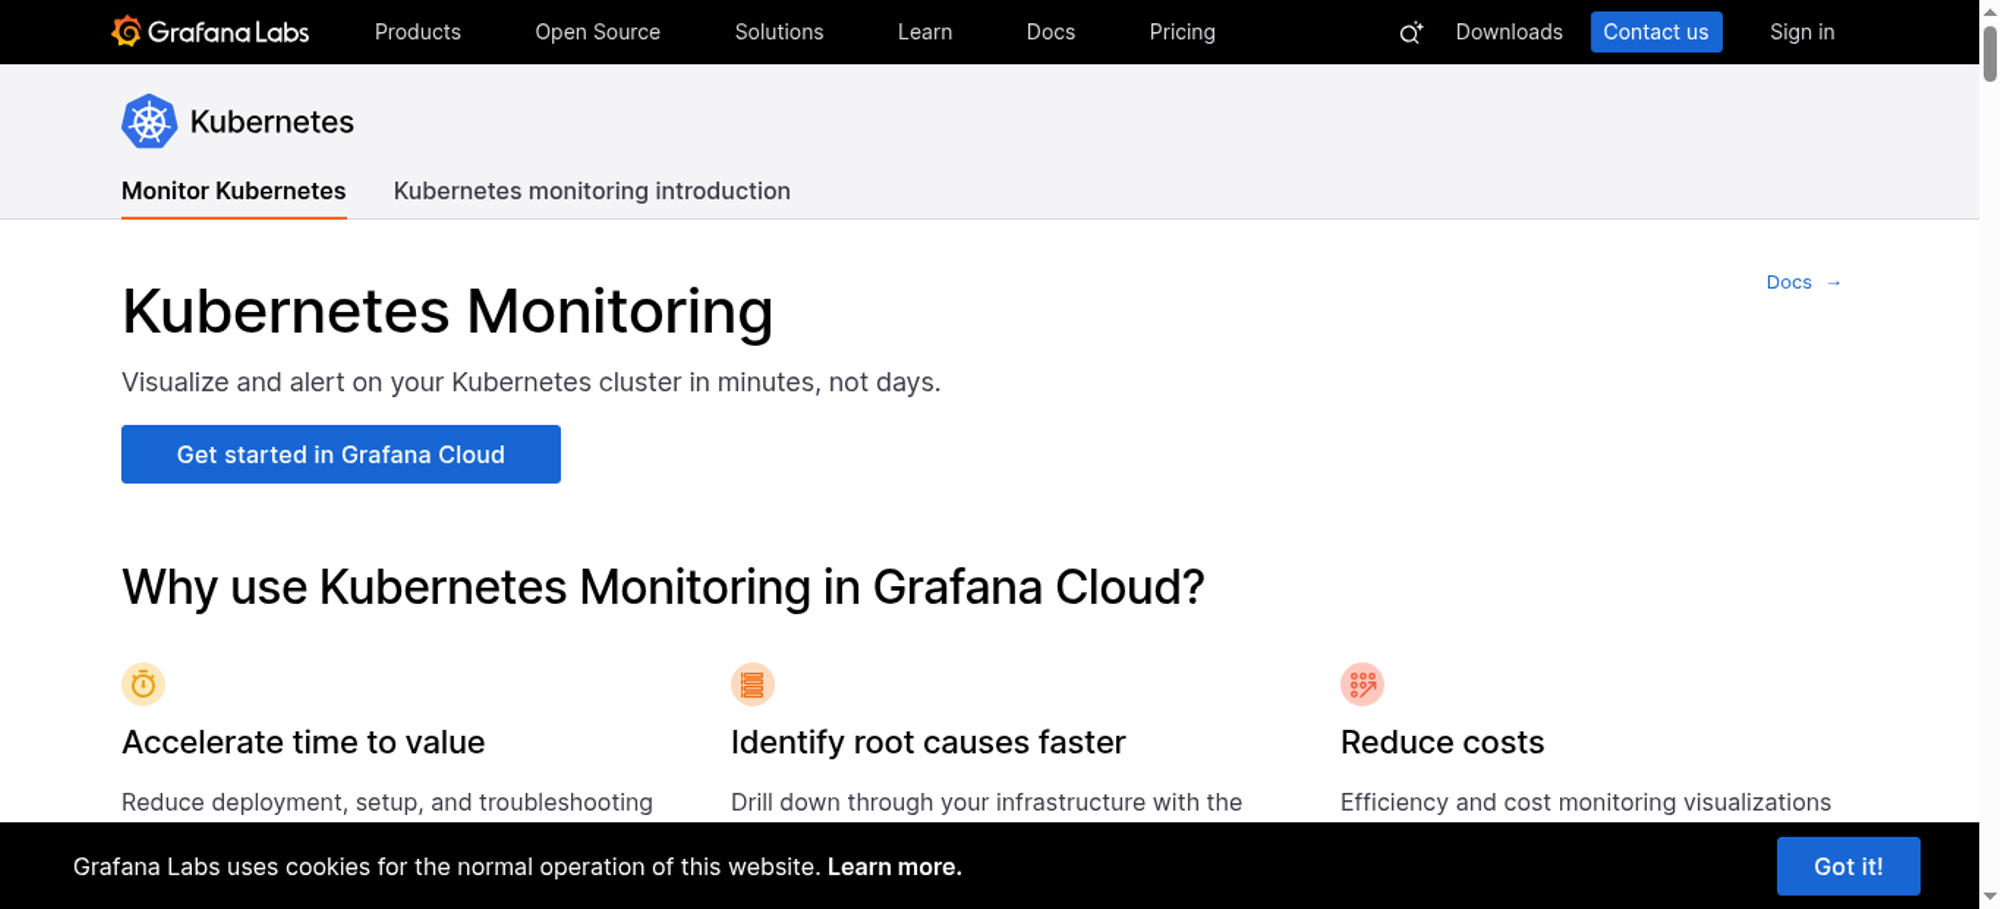 Grafana Labs Products Open Source Solutions Learn Docs Pricing Downloads Contact us Sign in
Kubernetes
Monitor Kubernetes Kubernetes monitoring introduction
Docs →
Kubernetes Monitoring
Visualize and alert on your Kubernetes cluster in minutes, not days.
Get started in Grafana Cloud
Why use Kubernetes Monitoring in Grafana Cloud?
Accelerate time to value
Reduce deployment, setup, and troubleshooting
Identify root causes faster
Drill down through your infrastructure with the
Reduce costs
Efficiency and cost monitoring visualizations
Grafana Labs uses cookies for the normal operation of this website. Learn more.
Got it!